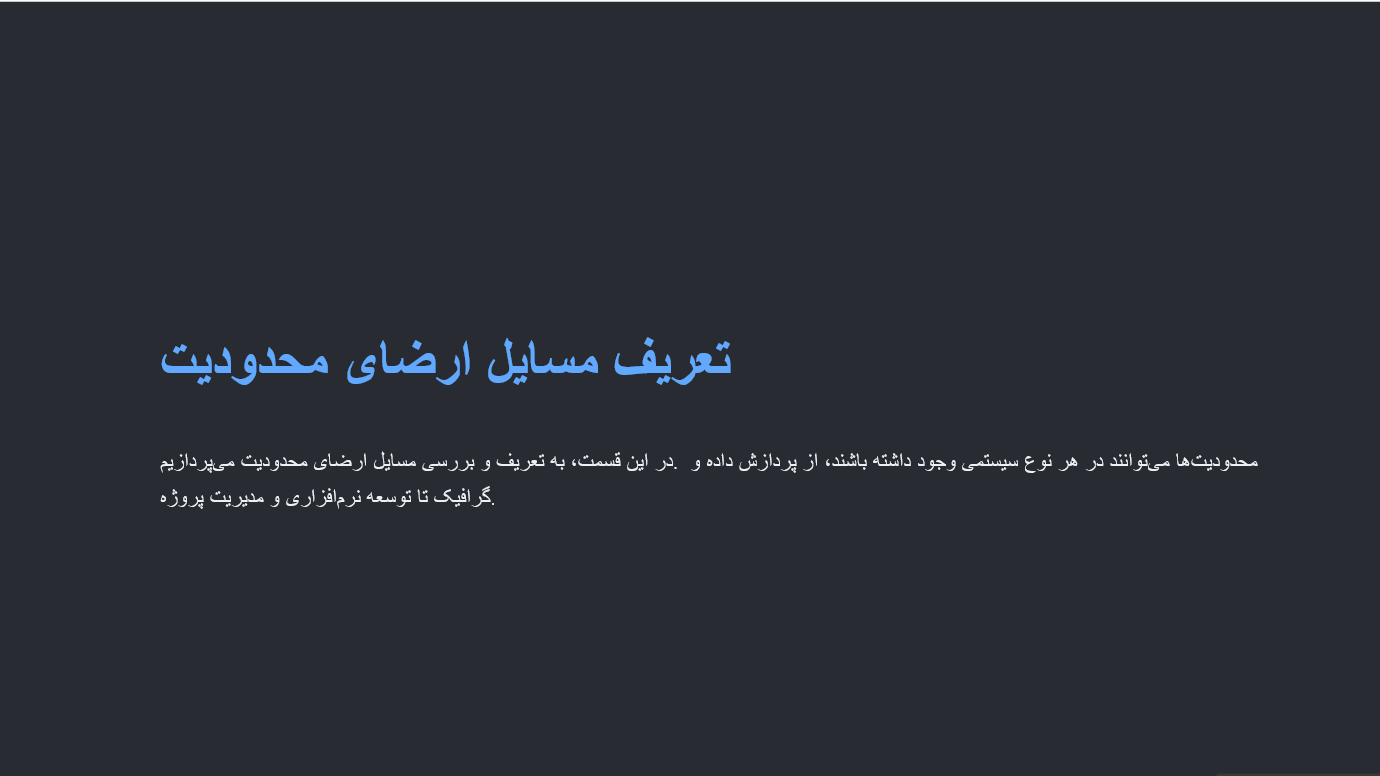 تعریف مسایل ارضای محدودیت
در این قسمت، به تعریف و بررسی مسایل ارضای محدودیت می‌پردازیم. محدودیت‌ها می‌توانند در هر نوع سیستمی وجود داشته باشند، از پردازش داده و
گرافیک تا توسعه نرم‌افزاری و مدیریت پروژه.